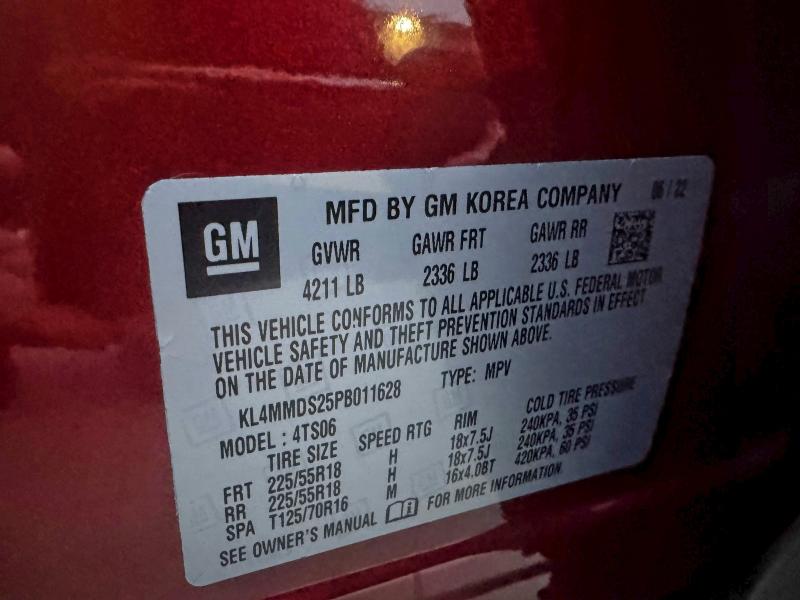 GM
MFD BY GM KOREA COMPANY 06 / 22
GVWR GAWR FRT GAWR RR
4211 LB 2336 LB 2336 LB
THIS VEHICLE CONFORMS TO ALL APPLICABLE U.S. FEDERAL MOTOR
VEHICLE SAFETY AND THEFT PREVENTION STANDARDS IN EFFECT
ON THE DATE OF MANUFACTURE SHOWN ABOVE.
KL4MMDS25PB011628 TYPE: MPV
MODEL : 4TS06
TIRE SIZE SPEED RTG RIM COLD TIRE PRESSURE
FRT 225/55R18 H 18x7.5J 240KPA, 35 PSI
RR 225/55R18 H 18x7.5J 240KPA, 35 PSI
SPA T125/70R16 M 16x4.0BT 420KPA, 60 PSI
SEE OWNER'S MANUAL FOR MORE INFORMATION.